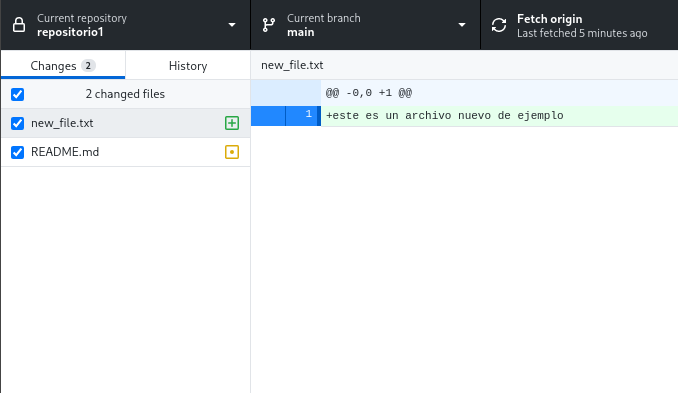 Current repository
repositorio1
Current branch
main
Fetch origin
Last fetched 5 minutes ago
Changes 2
History
2 changed files
new_file.txt
README.md
new_file.txt
@@ -0,0 +1 @@
1 +este es un archivo nuevo de ejemplo